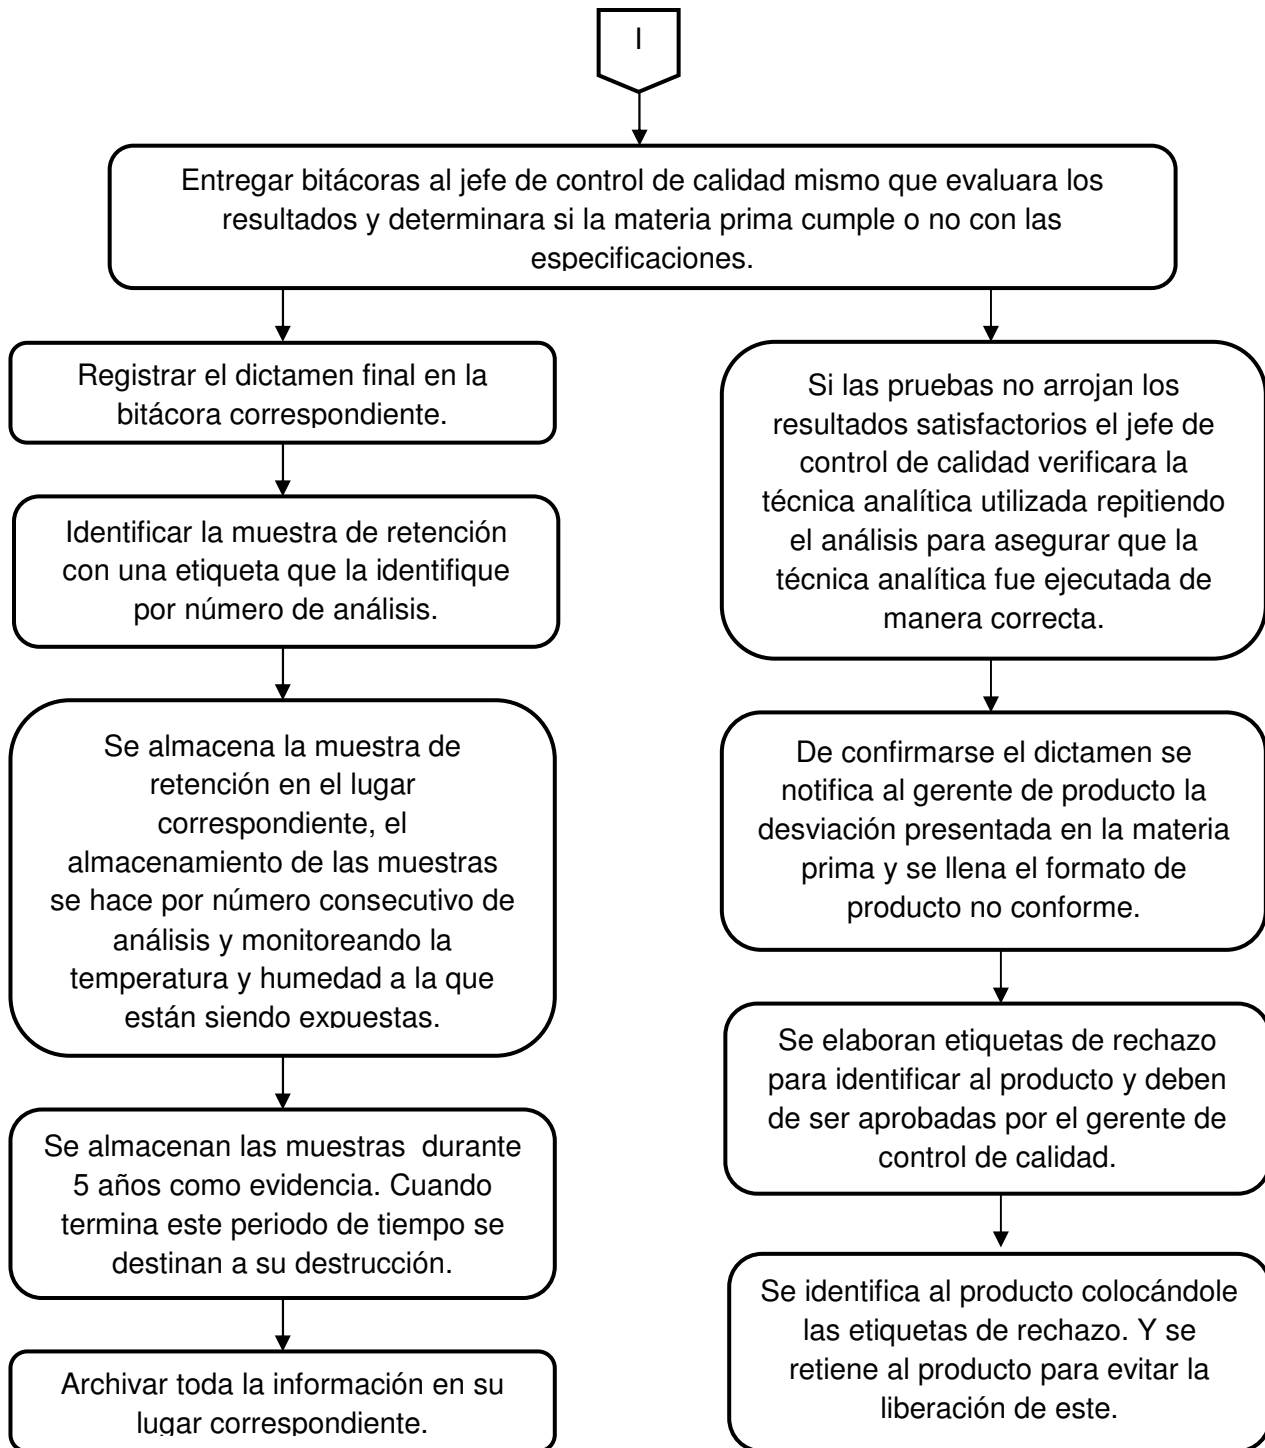 I
Entregar bitácoras al jefe de control de calidad mismo que evaluara los
resultados y determinara si la materia prima cumple o no con las
especificaciones.
Registrar el dictamen final en la
bitácora correspondiente.
Identificar la muestra de retención
con una etiqueta que la identifique
por número de análisis.
Se almacena la muestra de
retención en el lugar
correspondiente, el
almacenamiento de las muestras
se hace por número consecutivo de
análisis y monitoreando la
temperatura y humedad a la que
están siendo expuestas.
Se almacenan las muestras  durante
5 años como evidencia. Cuando
termina este periodo de tiempo se
destinan a su destrucción.
Archivar toda la información en su
lugar correspondiente.
Si las pruebas no arrojan los
resultados satisfactorios el jefe de
control de calidad verificara la
técnica analítica utilizada repitiendo
el análisis para asegurar que la
técnica analítica fue ejecutada de
manera correcta.
De confirmarse el dictamen se
notifica al gerente de producto la
desviación presentada en la materia
prima y se llena el formato de
producto no conforme.
Se elaboran etiquetas de rechazo
para identificar al producto y deben
de ser aprobadas por el gerente de
control de calidad.
Se identifica al producto colocándole
las etiquetas de rechazo. Y se
retiene al producto para evitar la
liberación de este.